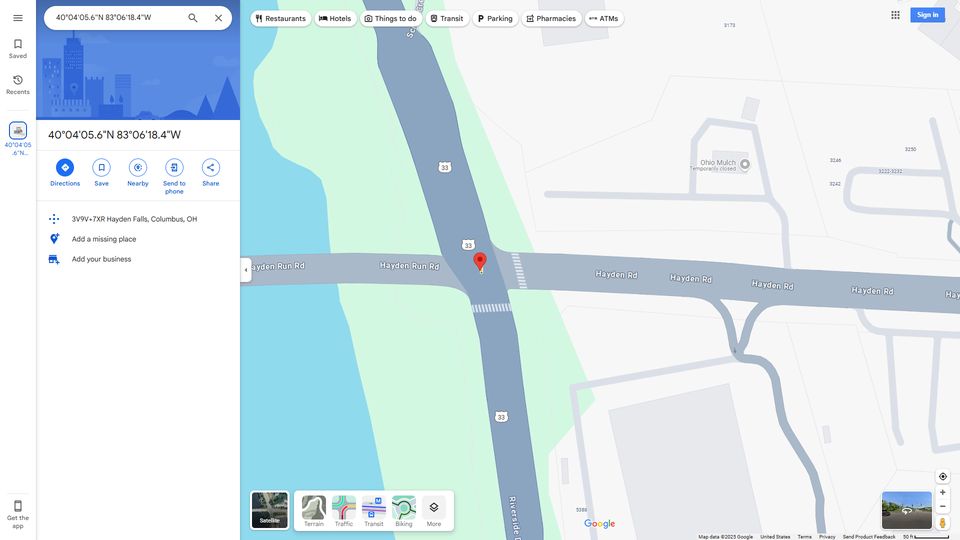 40°04'05.6"N 83°06'18.4"W
Restaurants
Hotels
Things to do
Transit
Parking
Pharmacies
ATMs
Sign in
Saved
Recents
40°04'05
.6"N...
40°04'05.6"N 83°06'18.4"W
Directions
Save
Nearby
Send to
phone
Share
3V9V+7XR Hayden Falls, Columbus, OH
Add a missing place
Add your business
Get the
app
3173
33
Ohio Mulch
Temporarily closed
3246
3250
3242
3222-3232
33
Hayden Run Rd
Hayden Run Rd
Hayden Rd
Hayden Rd
Hayden Rd
Hayden Rd
33
Riverside D
5386
Satellite
Terrain
Traffic
Transit
Biking
More
Google
Map data ©2025 Google
United States
Terms
Privacy
Send Product Feedback
50 ft